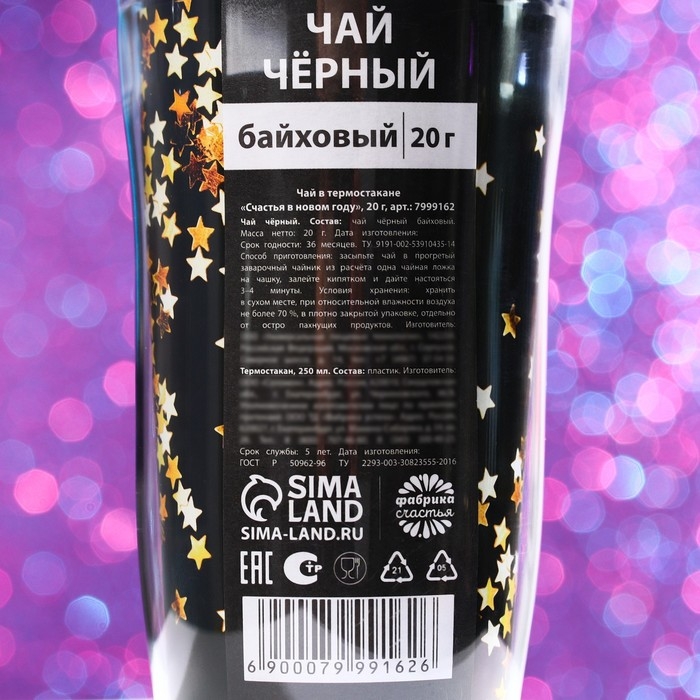 ЧАЙ
ЧЁРНЫЙ
байховый 20 г
Чай в термостакане
«Счастья в новом году», 20 г, арт.: 7999162
Чай чёрный. Состав: чай чёрный байховый.
Масса нетто: 20 г. Дата изготовления:
Срок годности: 36 месяцев. ТУ 9191-002-53910435-14
Способ приготовления: засыпьте чай в прогретый
заварочный чайник из расчёта одна чайная ложка
на чашку, залейте кипятком и дайте настояться
3–4 минуты. Условия хранения: хранить
в сухом месте, при относительной влажности воздуха
не более 70 %, в плотно закрытой упаковке, отдельно
от остро пахнущих продуктов. Изготовитель:
Термостакан, 250 мл. Состав: пластик. Изготовитель:
Срок службы: 5 лет. Дата изготовления:
ГОСТ Р 50962-96 ТУ 2293-003-30823555-2016
SIMA
LAND
SIMA-LAND.RU
фабрика
счастья
EAC СТР 21 05
6 900079 991626